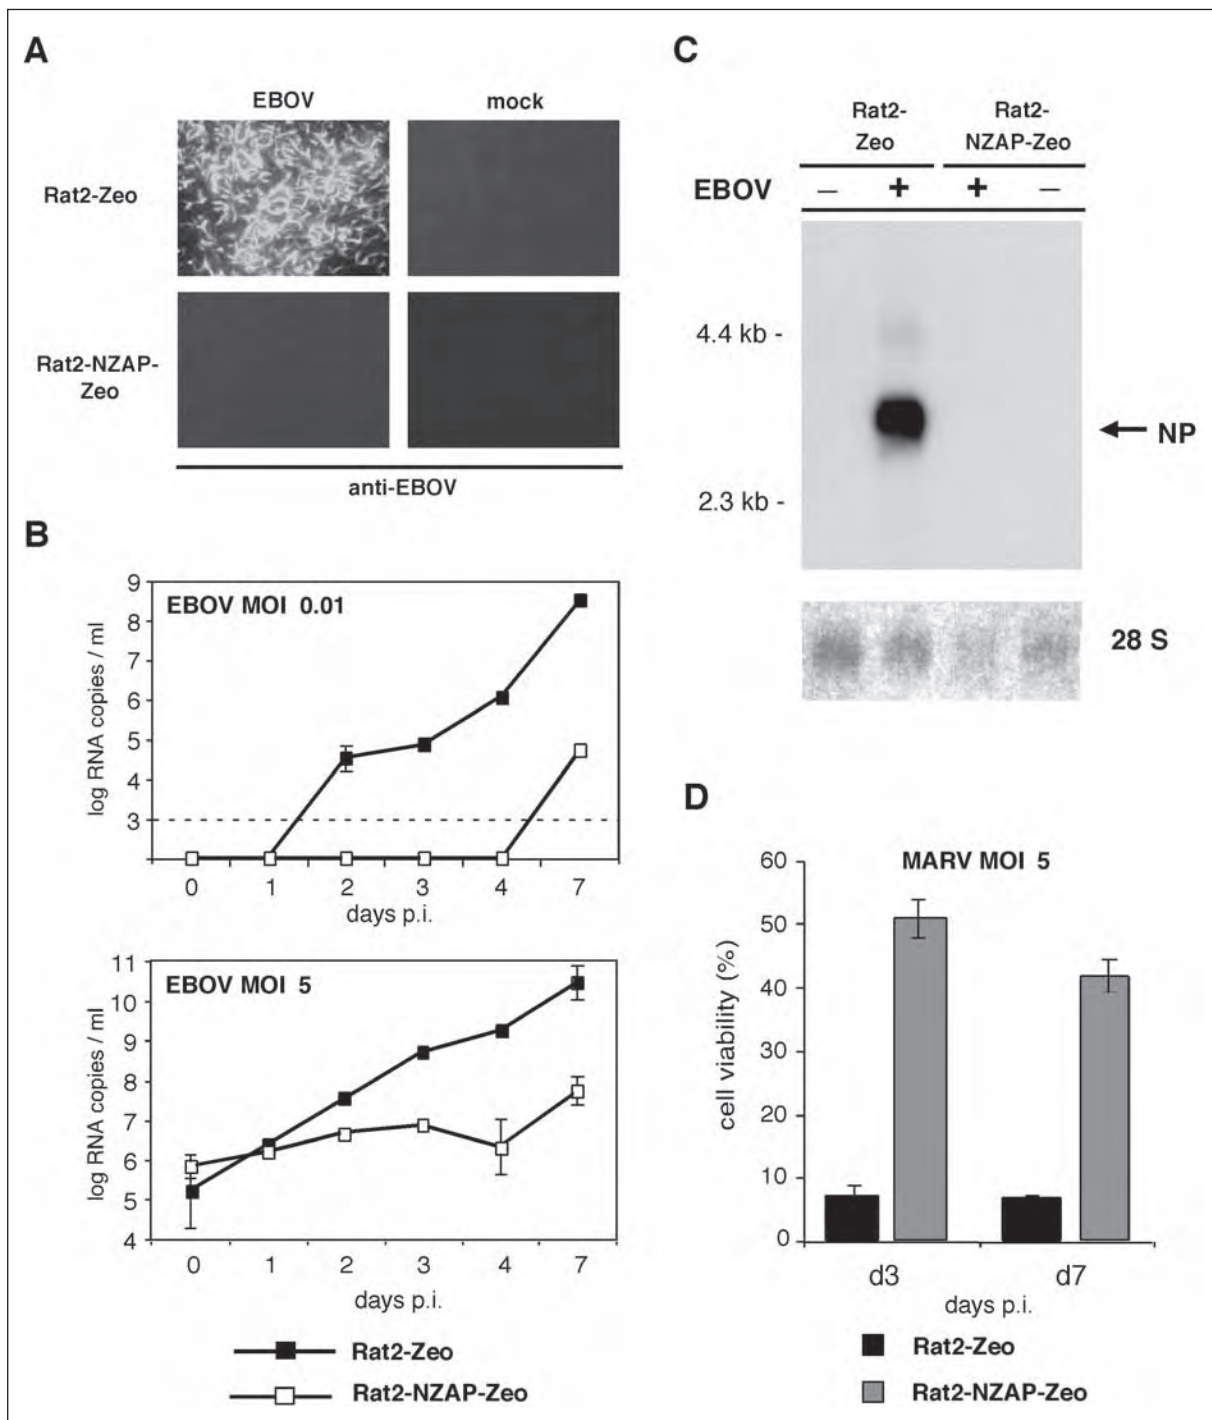 A
EBOV mock
Rat2-Zeo
Rat2-NZAP-
Zeo
anti-EBOV
B
EBOV MOI 0.01
log RNA copies / ml
9
8
7
6
5
4
3
0 1 2 3 4 7
days p.i.
EBOV MOI 5
log RNA copies / ml
11
10
9
8
7
6
5
4
0 1 2 3 4 7
days p.i.
Rat2-Zeo
Rat2-NZAP-Zeo
C
Rat2-
Zeo
Rat2-
NZAP-Zeo
EBOV – + + –
4.4 kb -
2.3 kb -
NP
28 S
D
MARV MOI 5
cell viability (%)
60
50
40
30
20
10
0
d3 d7
days p.i.
Rat2-Zeo
Rat2-NZAP-Zeo